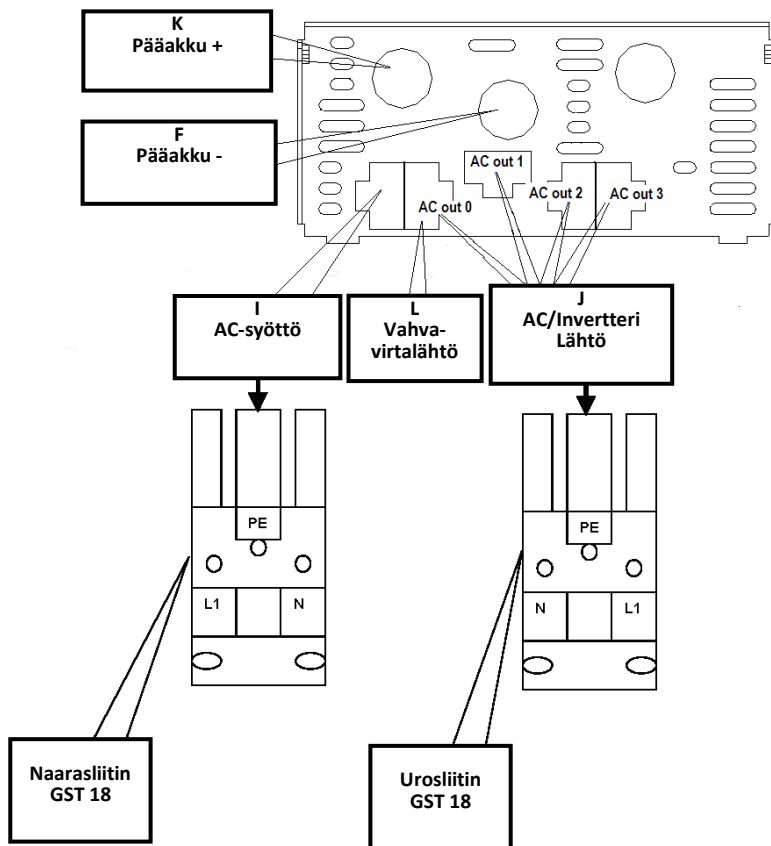 K
Pääakku +
F
Pääakku -
AC out 1
AC out 0
AC out 2
AC out 3
I
AC-syöttö
L
Vahva-
virtalähtö
J
AC/Invertteri
Lähtö
PE
L1
N
PE
N
L1
Naarasliitin
GST 18
Urosliitin
GST 18